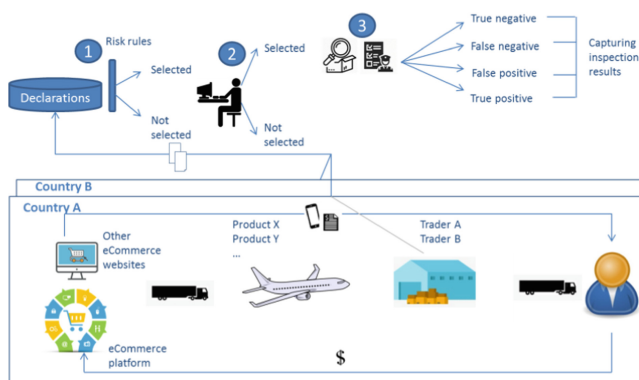 1
Risk rules
Declarations
Selected
Not
selected
2
Selected
Not
selected
3
True negative
False negative
False positive
True positive
Capturing
inspection
results
Country B
Country A
Other
eCommerce
websites
Product X
Product Y
...
Trader A
Trader B
eCommerce
platform
$